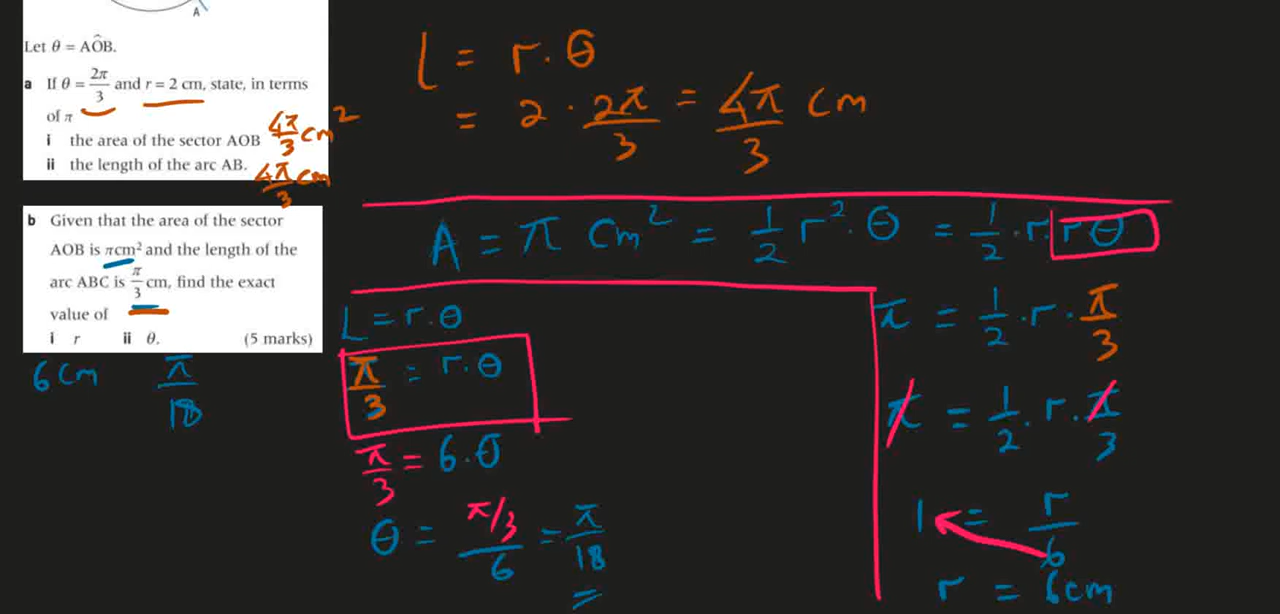 A
Let θ = AÔB.
a If θ = 2π/3 and r = 2 cm, state, in terms
of π
i the area of the sector AOB 4π/3 cm²
ii the length of the arc AB. 4π/3 cm
b Given that the area of the sector
AOB is πcm² and the length of the
arc ABC is π/3 cm, find the exact
value of
i r ii θ. (5 marks)
6cm π/18
l = r.θ
= 2 . 2π/3 = 4π/3 cm
A = π cm² = 1/2 r². θ = 1/2 . r. rθ
L = r.θ
π/3 = r.θ
π/3 = 6.θ
θ = π/3/6 = π/18
=
π = 1/2 . r . π/3
π = 1/2 . r . π/3
1 = r/6
r = 6cm